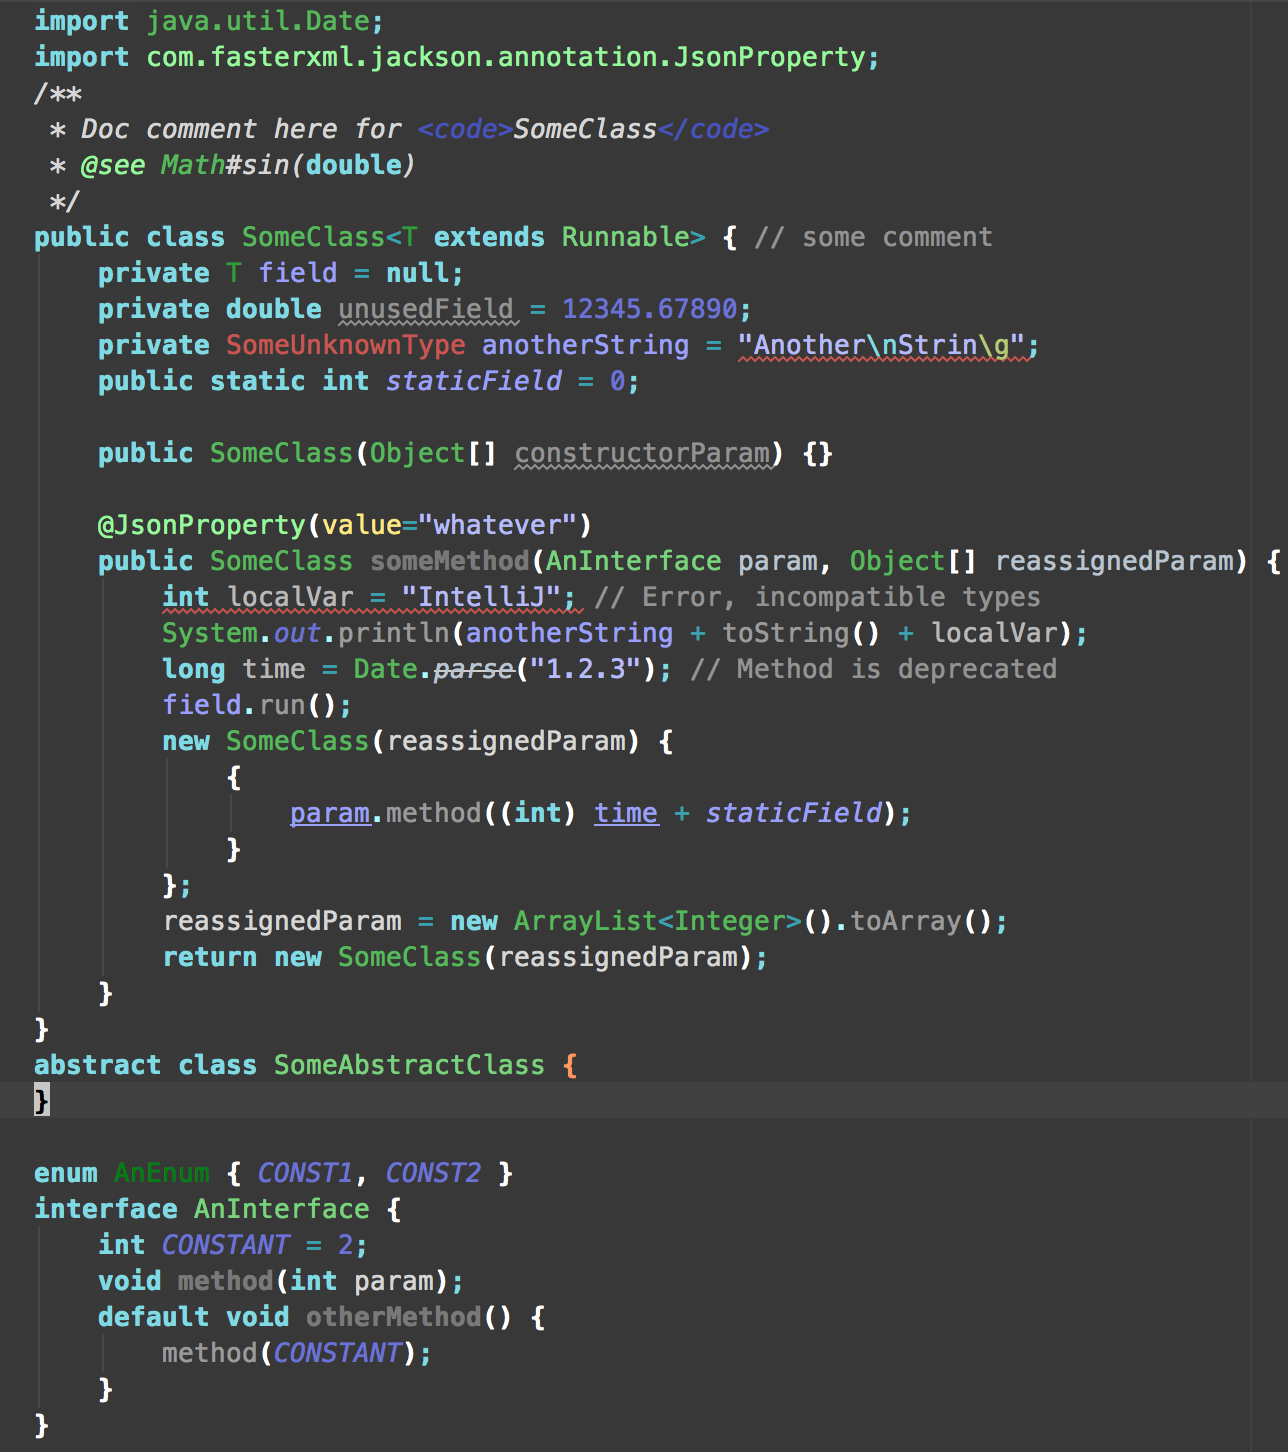 import java.util.Date;
import com.fasterxml.jackson.annotation.JsonProperty;
/**
 * Doc comment here for <code>SomeClass</code>
 * @see Math#sin(double)
 */
public class SomeClass<T extends Runnable> { // some comment
    private T field = null;
    private double unusedField = 12345.67890;
    private SomeUnknownType anotherString = "Another\nStrin\g";
    public static int staticField = 0;

    public SomeClass(Object[] constructorParam) {}

    @JsonProperty(value="whatever")
    public SomeClass someMethod(AnInterface param, Object[] reassignedParam) {
        int localVar = "IntelliJ"; // Error, incompatible types
        System.out.println(anotherString + toString() + localVar);
        long time = Date.parse("1.2.3"); // Method is deprecated
        field.run();
        new SomeClass(reassignedParam) {
            {
                param.method((int) time + staticField);
            }
        };
        reassignedParam = new ArrayList<Integer>().toArray();
        return new SomeClass(reassignedParam);
    }
}
abstract class SomeAbstractClass {
}

enum AnEnum { CONST1, CONST2 }
interface AnInterface {
    int CONSTANT = 2;
    void method(int param);
    default void otherMethod() {
        method(CONSTANT);
    }
}